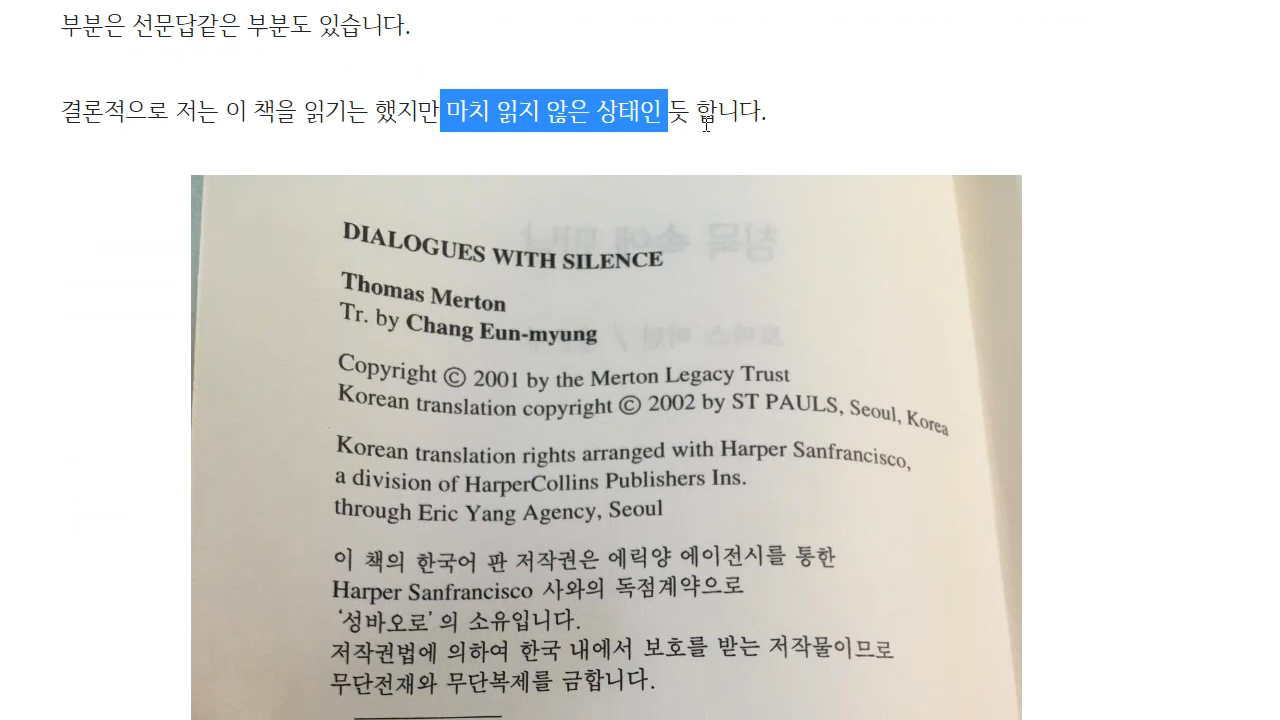 부분은 선문답같은 부분도 있습니다.
결론적으로 저는 이 책을 읽기는 했지만 마치 읽지 않은 상태인 듯 합니다.
DIALOGUES WITH SILENCE
Thomas Merton
Tr. by Chang Eun-myung
Copyright © 2001 by the Merton Legacy Trust
Korean translation copyright © 2002 by ST PAULS, Seoul, Korea
Korean translation rights arranged with Harper Sanfrancisco,
a division of HarperCollins Publishers Ins.
through Eric Yang Agency, Seoul
이 책의 한국어 판 저작권은 에릭양 에이전시를 통한
Harper Sanfrancisco 사와의 독점계약으로
‘성바오로’의 소유입니다.
저작권법에 의하여 한국 내에서 보호를 받는 저작물이므로
무단전재와 무단복제를 금합니다.